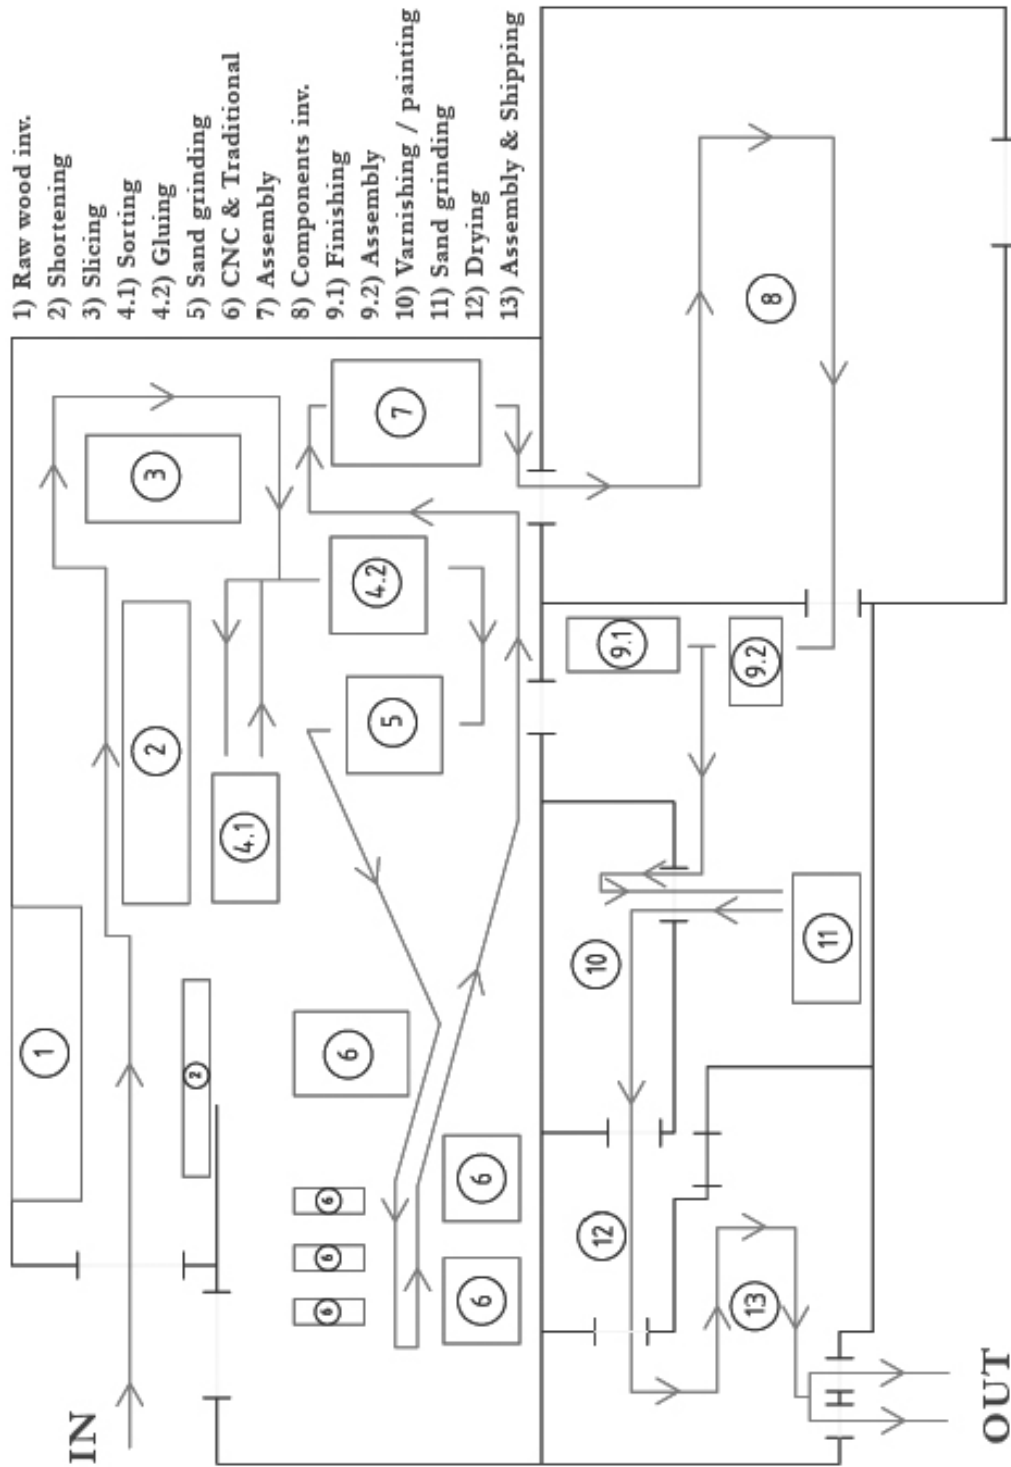 1) Raw wood inv.
2) Shortening
3) Slicing
4.1) Sorting
4.2) Gluing
5) Sand grinding
6) CNC & Traditional
7) Assembly
8) Components inv.
9.1) Finishing
9.2) Assembly
10) Varnishing / painting
11) Sand grinding
12) Drying
13) Assembly & Shipping
IN
1
2
2
3
4.1
4.2
5
6
6
6
6
6
6
7
8
9.1
9.2
10
11
12
13
OUT